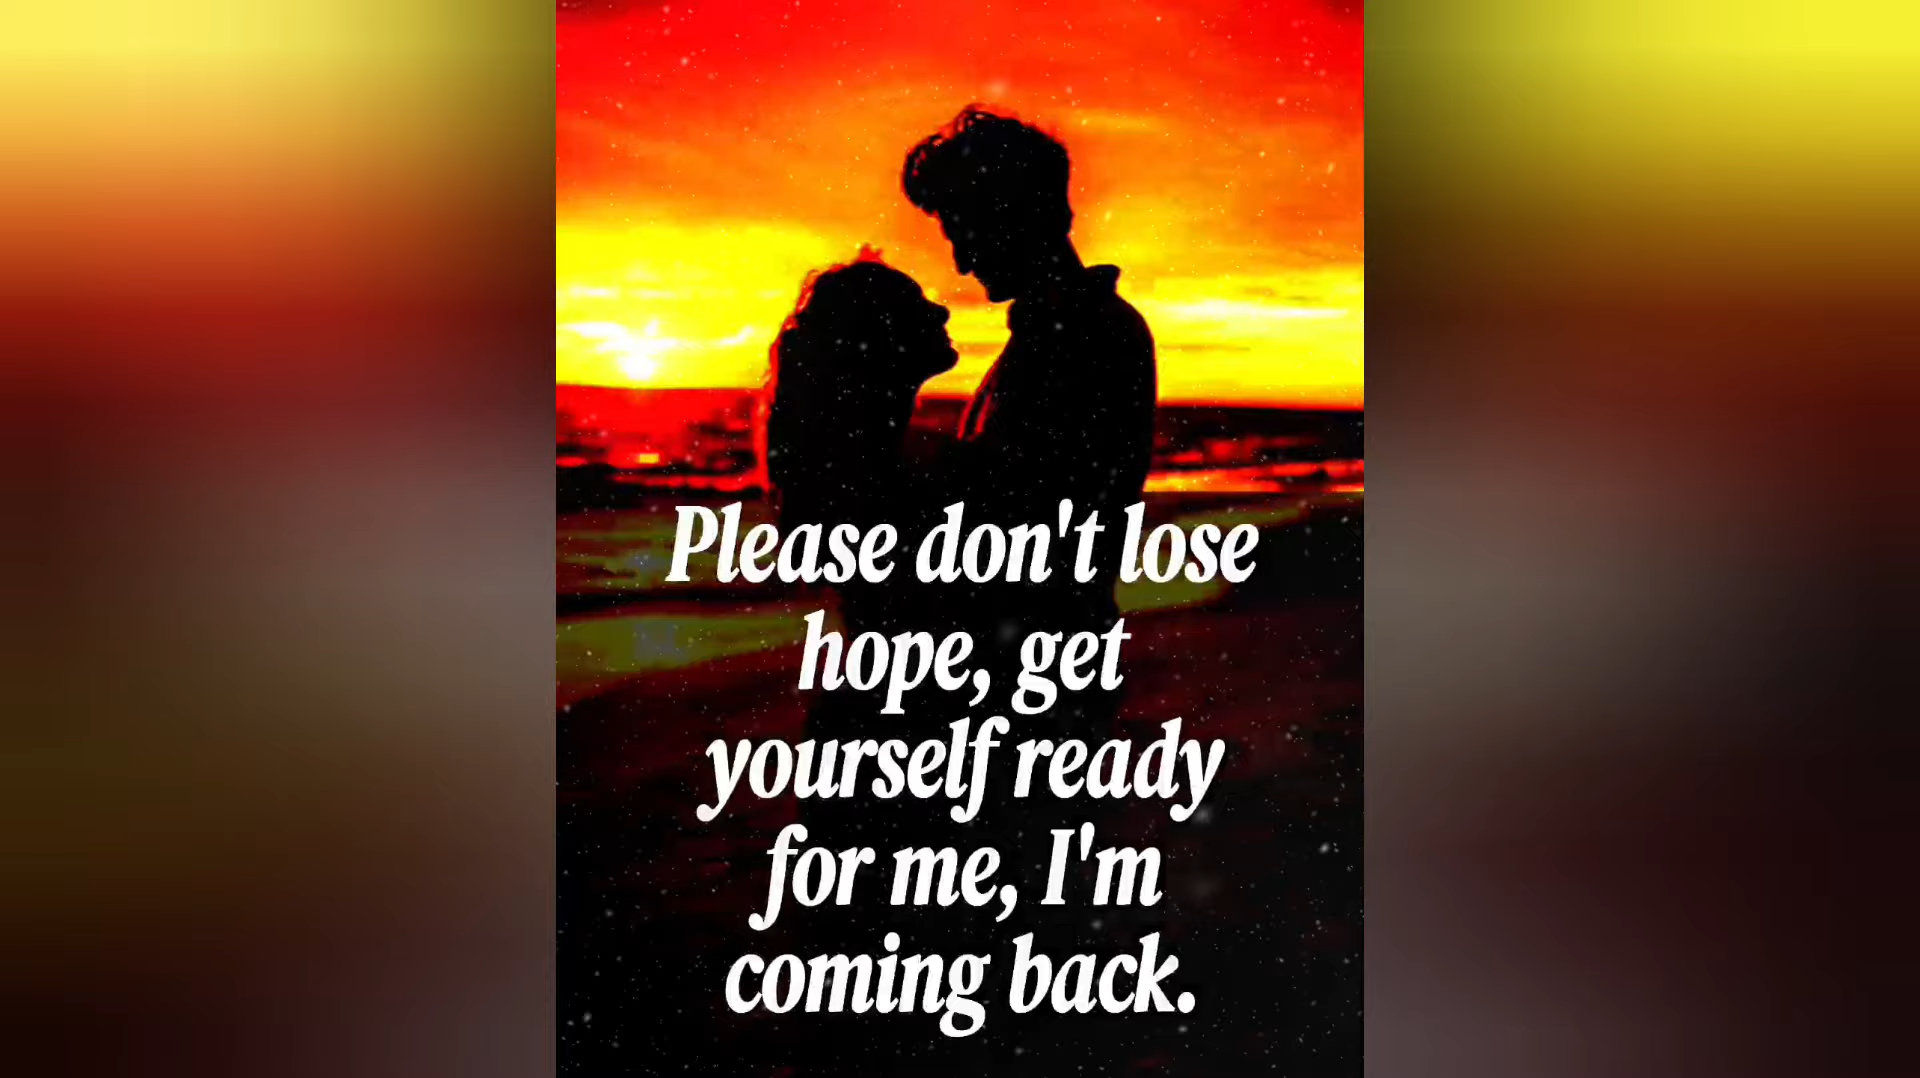 Please don't lose
hope, get
yourself ready
for me, I'm
coming back.